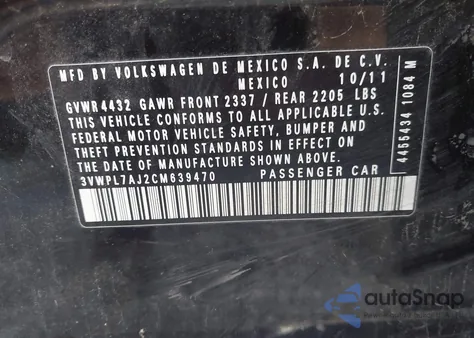 MFD BY VOLKSWAGEN DE MEXICO S.A. DE C.V.
MEXICO 10/11
GVWR4432 GAWR FRONT 2337 / REAR 2205 LBS
THIS VEHICLE CONFORMS TO ALL APPLICABLE U.S.
FEDERAL MOTOR VEHICLE SAFETY, BUMPER, AND
THEFT PREVENTION STANDARDS IN EFFECT ON
THE DATE OF MANUFACTURE SHOWN ABOVE.
3VWPL7AJ2CM639470 PASSENGER CAR
4455434 1084 M
autoSnap